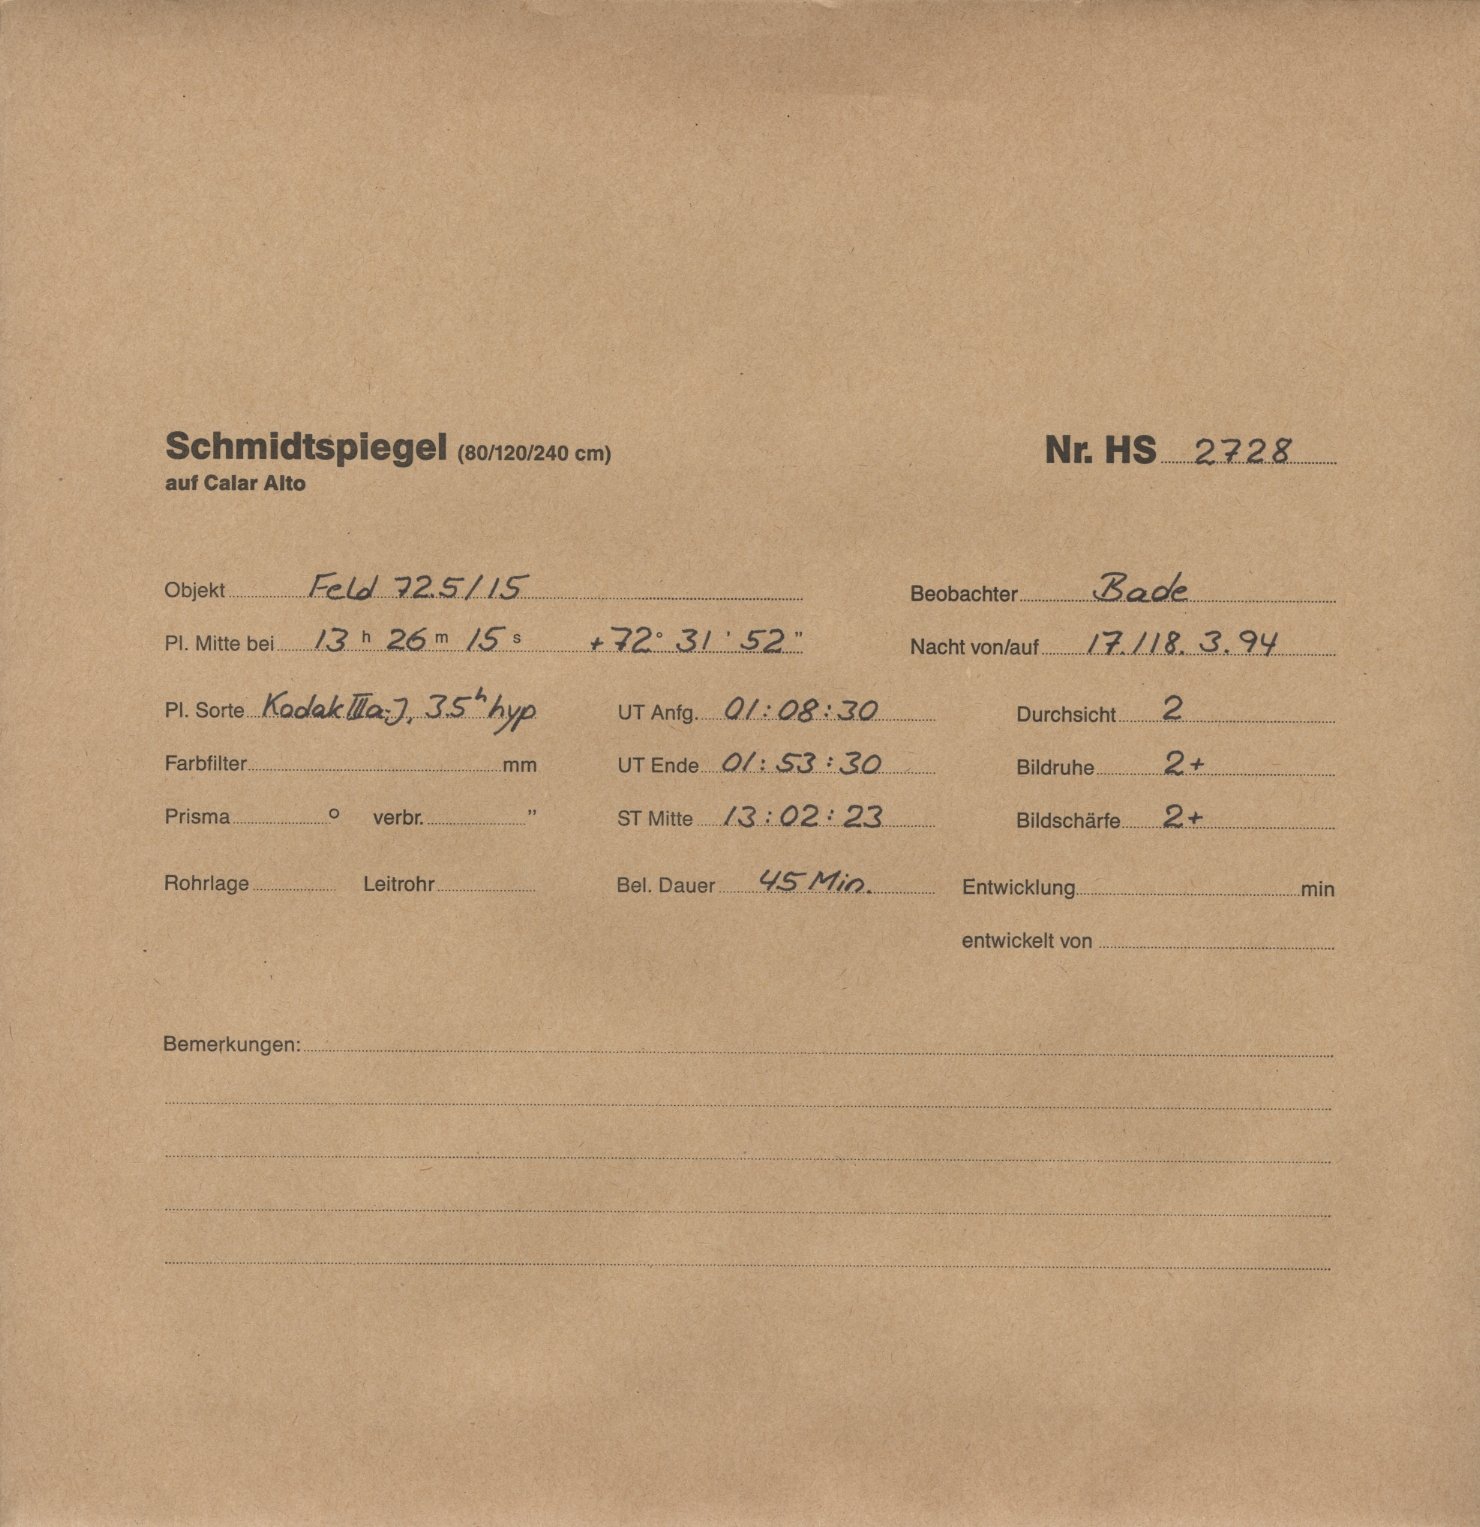 Schmidtspiegel (80/120/240 cm) Nr. HS 2728
auf Calar Alto
Objekt Feld 72.5/15 Beobachter Bade
Pl. Mitte bei 13 h 26 m 15 s +72° 31 ' 52 " Nacht von/auf 17./18. 3. 94
Pl. Sorte Kodak IIIa-J, 3.5h hyp UT Anfg. 01:08:30 Durchsicht 2
Farbfilter mm UT Ende 01:53:30 Bildruhe 2+
Prisma ° verbr. " ST Mitte 13:02:23 Bildschärfe 2+
Rohrlage Leitrohr Bel. Dauer 45 Min. Entwicklung min
entwickelt von
Bemerkungen: